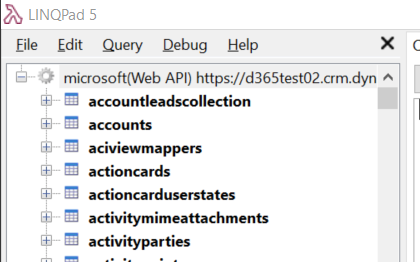 LINQPad 5
File Edit Query Debug Help
microsoft(Web API) https://d365test02.crm.dyn
accountleadscollection
accounts
aciviewmappers
actioncards
actioncarduserstates
activitymimeattachments
activityparties